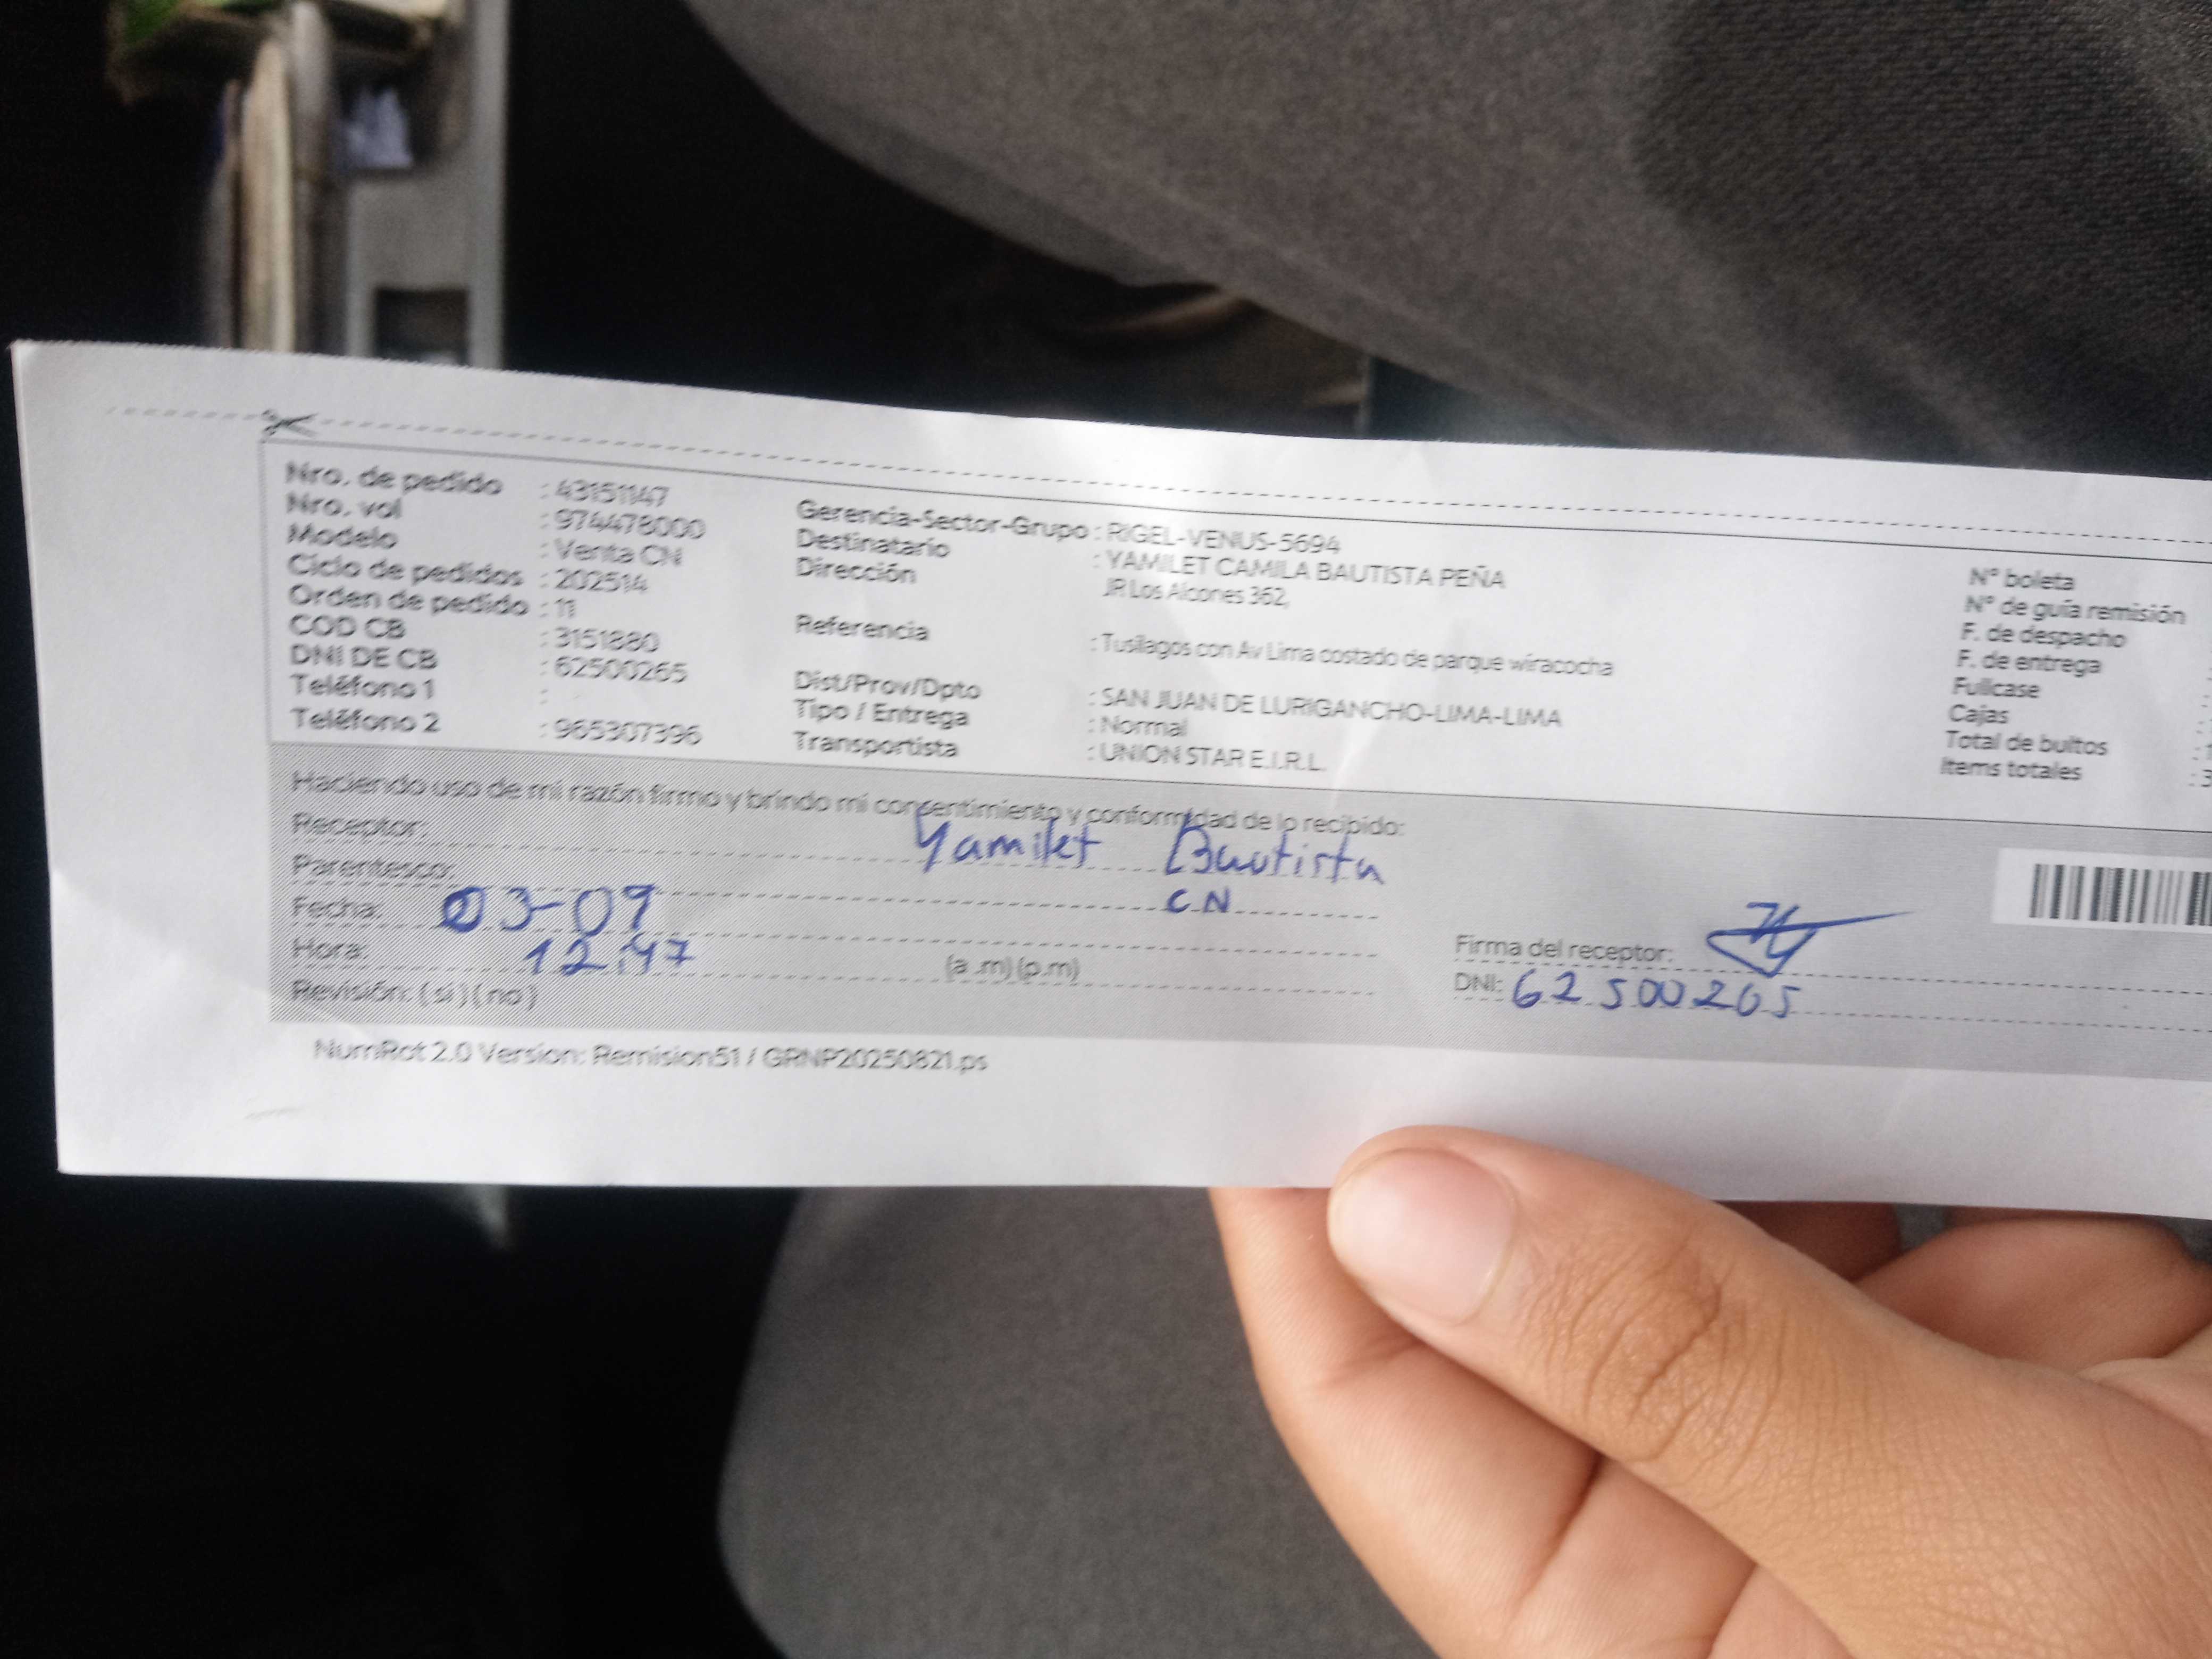 Nro. de pedido : 43151147
Nro. vol : 974478000
Modelo : Venta CN
Ciclo de pedidos : 202514
Orden de pedido : 11
COD CB : 3151880
DNI DE CB : 62500265
Teléfono 1 :
Teléfono 2 : 965307396
Gerencia-Sector-Grupo : RIGEL-VENUS-5694
Destinatario : YAMILET CAMILA BAUTISTA PEÑA
Dirección JR Los Alcones 362,
Referencia : Tusilagos con Av Lima costado de parque wiracocha
Dist/Prov/Dpto : SAN JUAN DE LURIGANCHO-LIMA-LIMA
Tipo / Entrega : Normal
Transportista : UNION STAR E.I.R.L.
N° boleta
N° de guía remisión
F. de despacho
F. de entrega
Fullcase
Cajas
Total de bultos
Items totales : 3
Haciendo uso de mi razón firmo y brindo mi consentimiento y conformidad de lo recibido:
Receptor: Yamilet Bautista
Parentesco: CN
Fecha: 03-09
Hora: 12:47 (a.m)(p.m)
Revisión: (si)(no)
Firma del receptor:
DNI: 62500265
NumRot 2.0 Version: Remision51 / GRNP20250821.ps